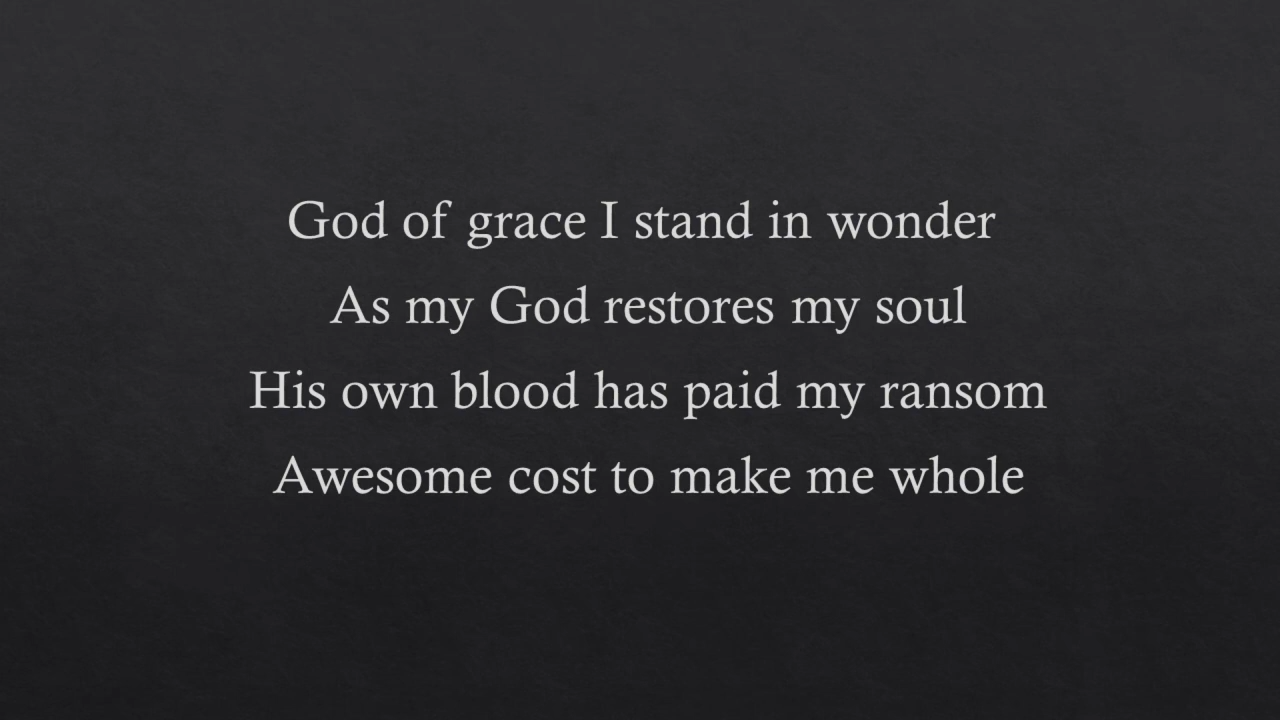 God of grace I stand in wonder
As my God restores my soul
His own blood has paid my ransom
Awesome cost to make me whole